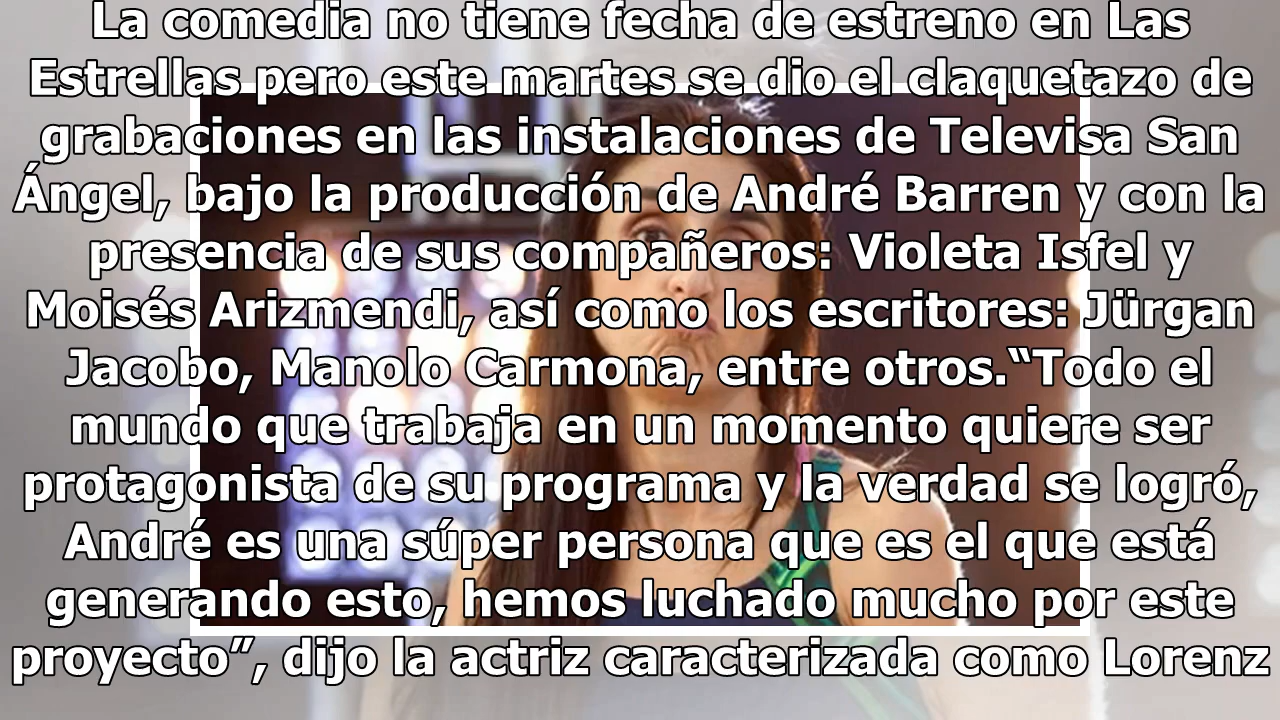 La comedia no tiene fecha de estreno en Las
Estrellas pero este martes se dio el claquetazo de
grabaciones en las instalaciones de Televisa San
Ángel, bajo la producción de André Barren y con la
presencia de sus compañeros: Violeta Isfel y
Moisés Arizmendi, así como los escritores: Jürgan
Jacobo, Manolo Carmona, entre otros.“Todo el
mundo que trabaja en un momento quiere ser
protagonista de su programa y la verdad se logró,
André es una súper persona que es el que está
generando esto, hemos luchado mucho por este
proyecto”, dijo la actriz caracterizada como Lorenz